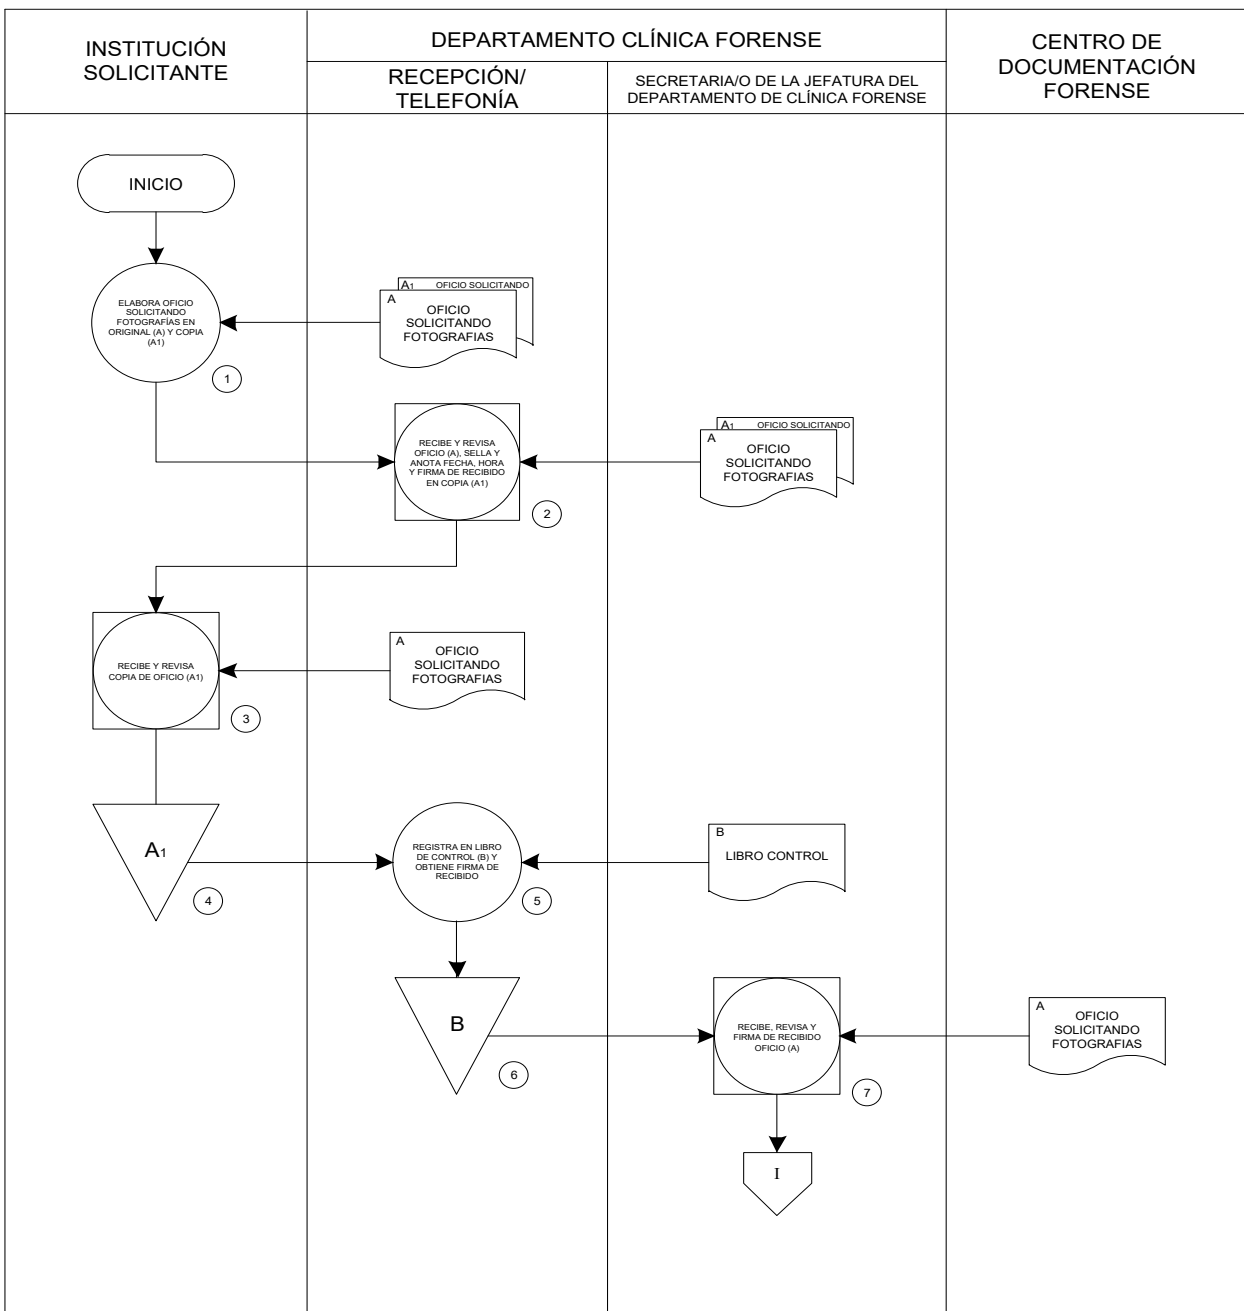 INSTITUCIÓN
SOLICITANTE
DEPARTAMENTO CLÍNICA FORENSE
RECEPCIÓN/
TELEFONÍA
SECRETARIA/O DE LA JEFATURA DEL
DEPARTAMENTO DE CLÍNICA FORENSE
CENTRO DE
DOCUMENTACIÓN
FORENSE
INICIO
ELABORA OFICIO
SOLICITANDO
FOTOGRAFÍAS EN
ORIGINAL (A) Y COPIA
(A1)
1
A1 OFICIO SOLICITANDO
A
OFICIO
SOLICITANDO
FOTOGRAFIAS
RECIBE Y REVISA
OFICIO (A), SELLA Y
ANOTA FECHA, HORA
Y FIRMA DE RECIBIDO
EN COPIA (A1)
2
A1 OFICIO SOLICITANDO
A
OFICIO
SOLICITANDO
FOTOGRAFIAS
RECIBE Y REVISA
COPIA DE OFICIO (A1)
3
A
OFICIO
SOLICITANDO
FOTOGRAFIAS
A1
4
REGISTRA EN LIBRO
DE CONTROL (B) Y
OBTIENE FIRMA DE
RECIBIDO
5
B
LIBRO CONTROL
B
6
RECIBE, REVISA Y
FIRMA DE RECIBIDO
OFICIO (A)
7
A
OFICIO
SOLICITANDO
FOTOGRAFIAS
I